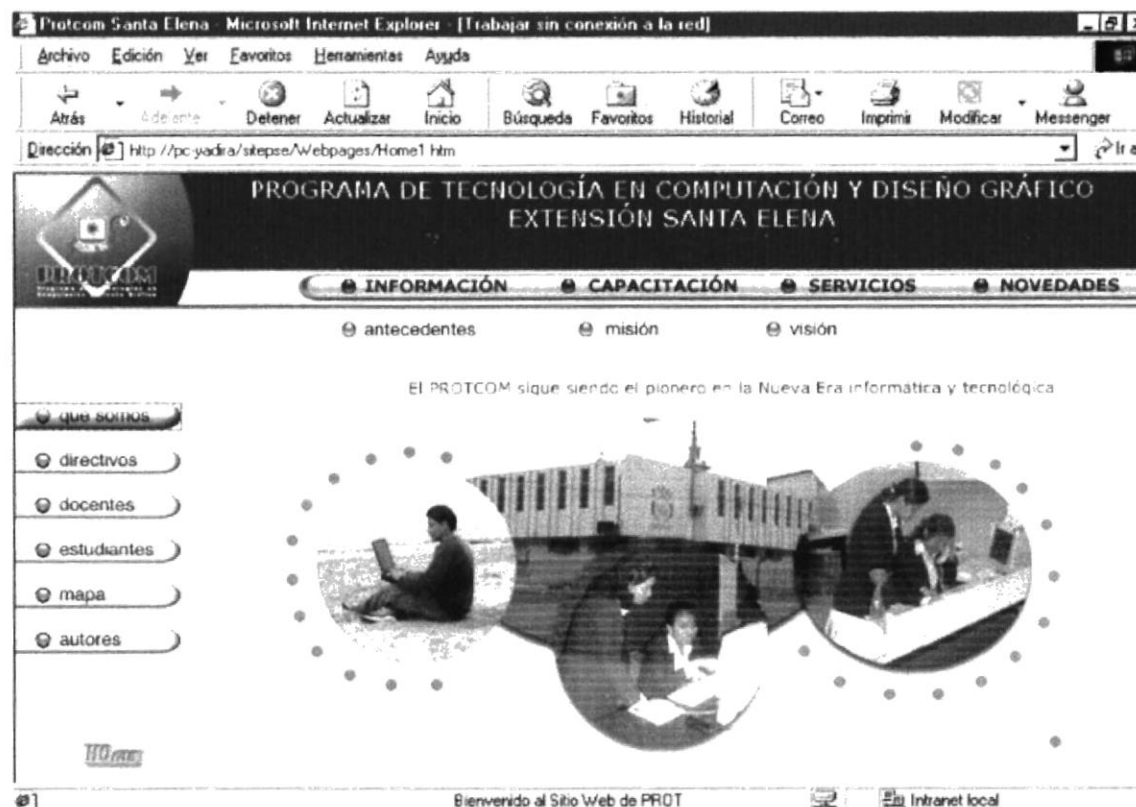 Protcom Santa Elena - Microsoft Internet Explorer - [Trabajar sin conexión a la red]
Archivo Edición Ver Favoritos Herramientas Ayuda
Atrás Adelante Detener Actualizar Inicio Búsqueda Favoritos Historial Correo Imprimir Modificar Messenger
Dirección http://pc-yadira/sitepse/Webpages/Home1.htm Ir a
PROGRAMA DE TECNOLOGÍA EN COMPUTACIÓN Y DISEÑO GRÁFICO
EXTENSIÓN SANTA ELENA
PROTCOM
INFORMACIÓN CAPACITACIÓN SERVICIOS NOVEDADES
antecedentes misión visión
El PROTCOM sigue siendo el pionero en la Nueva Era informática y tecnológica
que somos
directivos
docentes
estudiantes
mapa
autores
Home
Bienvenido al Sitio Web de PROT Intranet local